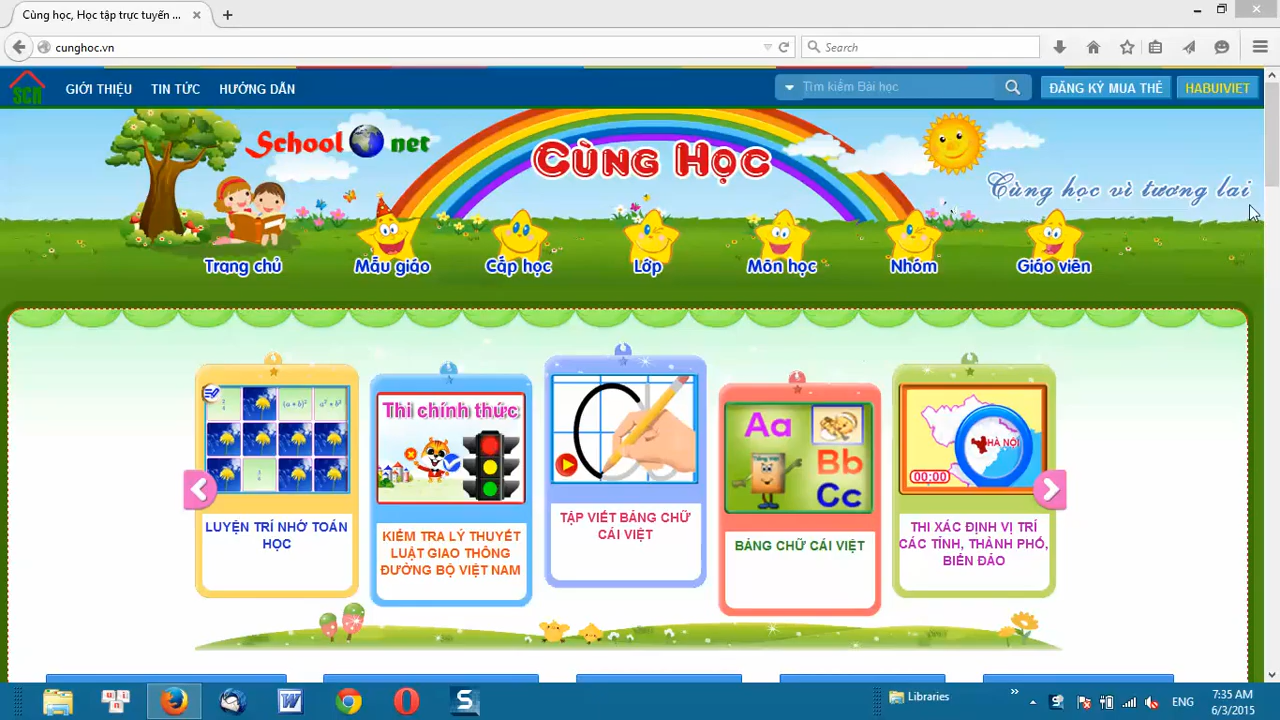 Cùng học, Học tập trực tuyến ...
cunghoc.vn
Search
SCH
GIỚI THIỆU
TIN TỨC
HƯỚNG DẪN
Tìm kiếm Bài học
ĐĂNG KÝ MUA THẺ
HABUIVIET
School net
Cùng Học
Cùng học vì tương lai
Trang chủ
Mẫu giáo
Cấp học
Lớp
Môn học
Nhóm
Giáo viên
LUYỆN TRÍ NHỚ TOÁN
HỌC
Thi chính thức
KIỂM TRA LÝ THUYẾT
LUẬT GIAO THÔNG
ĐƯỜNG BỘ VIỆT NAM
TẬP VIẾT BẢNG CHỮ
CÁI VIỆT
Aa
Bb
Cc
BẢNG CHỮ CÁI VIỆT
HÀ NỘI
00:00
THI XÁC ĐỊNH VỊ TRÍ
CÁC TỈNH, THÀNH PHỐ,
BIỂN ĐẢO
Libraries
ENG
7:35 AM
6/3/2015